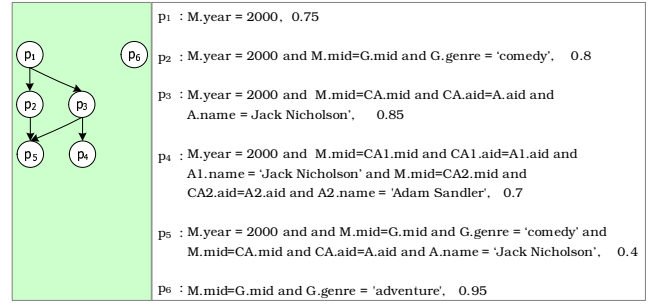 p1 p6
p2 p3
p5 p4
p1 : M.year = 2000, 0.75
p2 : M.year = 2000 and M.mid=G.mid and G.genre = ‘comedy’, 0.8
p3 : M.year = 2000 and M.mid=CA.mid and CA.aid=A.aid and
A.name = Jack Nicholson’, 0.85
p4 : M.year = 2000 and M.mid=CA1.mid and CA1.aid=A1.aid and
A1.name = ‘Jack Nicholson’ and M.mid=CA2.mid and
CA2.aid=A2.aid and A2.name = 'Adam Sandler', 0.7
p5 : M.year = 2000 and and M.mid=G.mid and G.genre = ‘comedy’ and
M.mid=CA.mid and CA.aid=A.aid and A.name = ‘Jack Nicholson’, 0.4
p6 : M.mid=G.mid and G.genre = 'adventure', 0.95